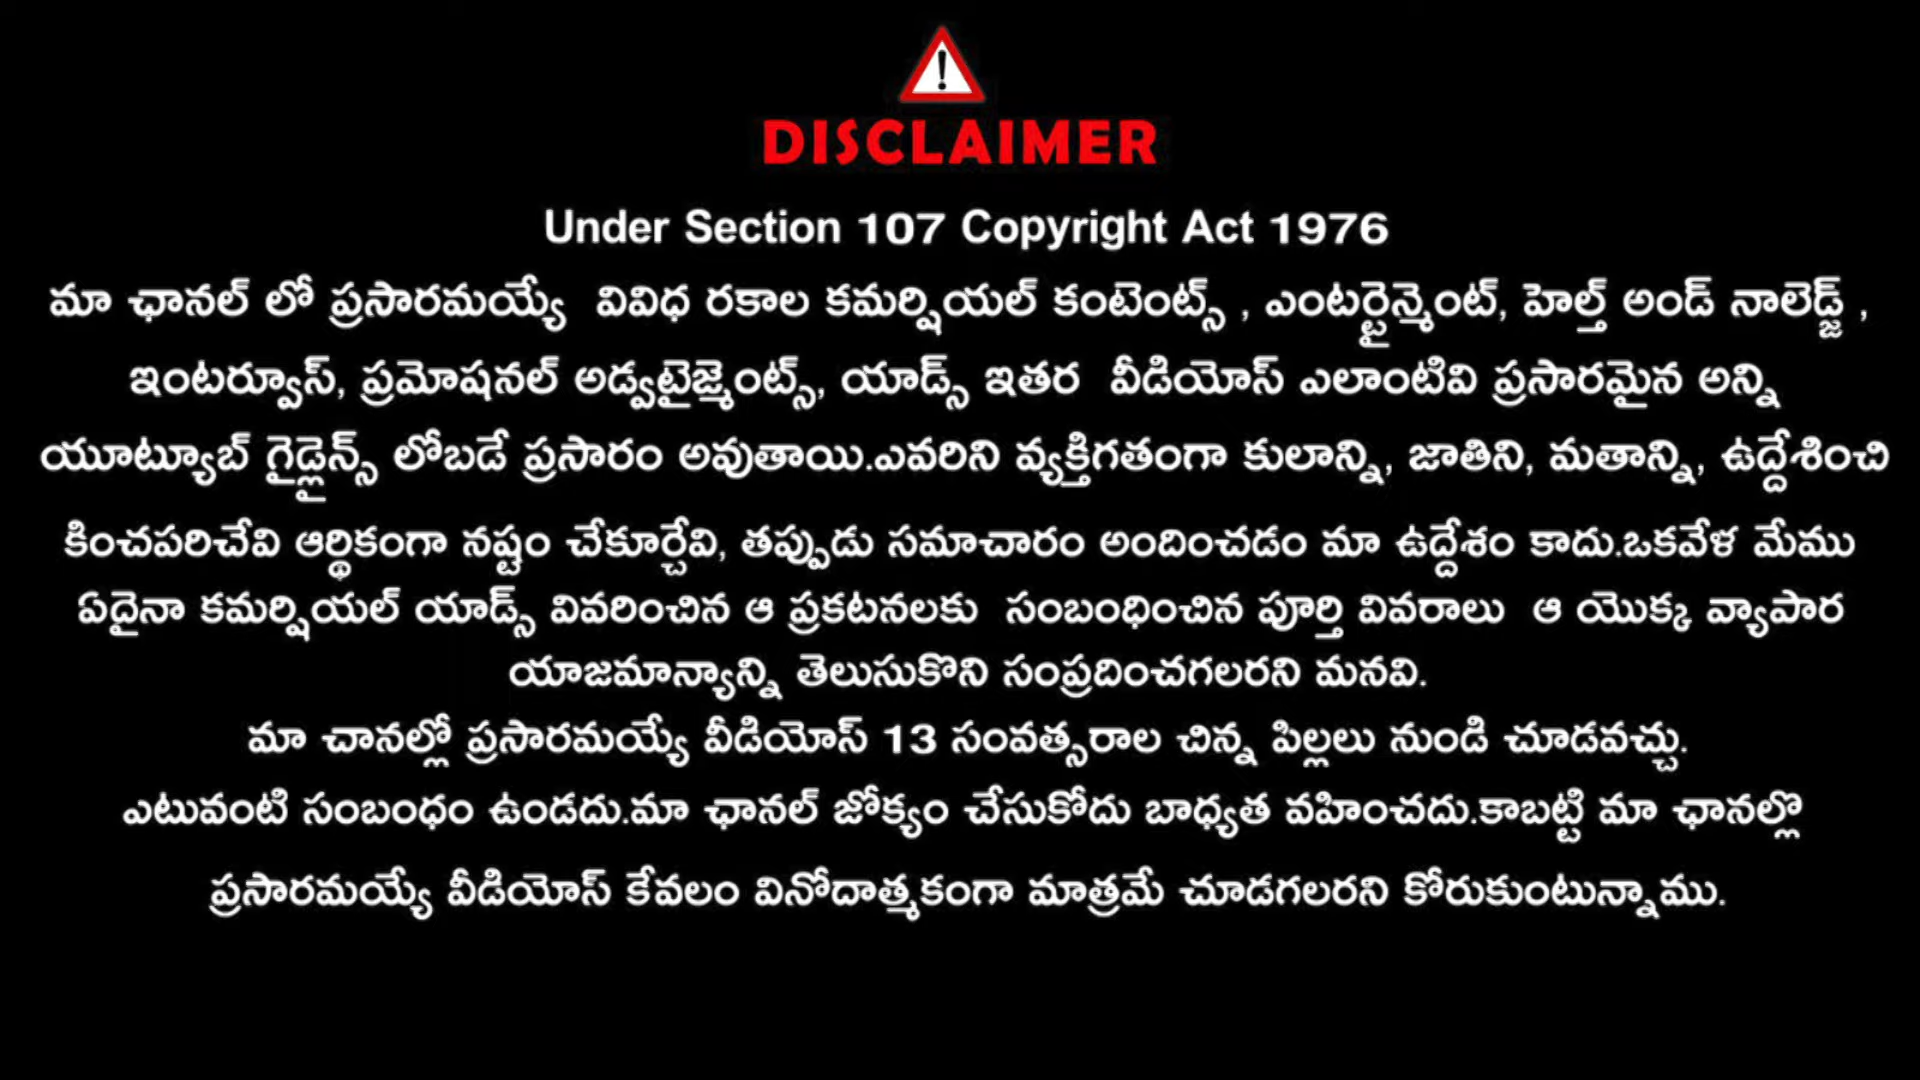 DISCLAIMER
Under Section 107 Copyright Act 1976
మా ఛానల్ లో ప్రసారమయ్యే వివిధ రకాల కమర్షియల్ కంటెంట్స్ , ఎంటర్టైన్మెంట్, హెల్త్ అండ్ నాలెడ్జ్ ,
ఇంటర్వ్యూస్, ప్రమోషనల్ అడ్వటైజ్మెంట్స్, యాడ్స్ ఇతర వీడియోస్ ఎలాంటివి ప్రసారమైన అన్ని
యూట్యూబ్ గైడ్లైన్స్ లోబడే ప్రసారం అవుతాయి.ఎవరిని వ్యక్తిగతంగా కులాన్ని, జాతిని, మతాన్ని, ఉద్దేశించి
కించపరిచేవి ఆర్థికంగా నష్టం చేకూర్చేవి, తప్పుడు సమాచారం అందించడం మా ఉద్దేశం కాదు.ఒకవేళ మేము
ఏదైనా కమర్షియల్ యాడ్స్ వివరించిన ఆ ప్రకటనలకు సంబంధించిన పూర్తి వివరాలు ఆ యొక్క వ్యాపార
యాజమాన్యాన్ని తెలుసుకొని సంప్రదించగలరని మనవి.
మా చానల్లో ప్రసారమయ్యే వీడియోస్ 13 సంవత్సరాల చిన్న పిల్లలు నుండి చూడవచ్చు.
ఎటువంటి సంబంధం ఉండదు.మా ఛానల్ జోక్యం చేసుకోదు బాధ్యత వహించదు.కాబట్టి మా ఛానల్లొ
ప్రసారమయ్యే వీడియోస్ కేవలం వినోదాత్మకంగా మాత్రమే చూడగలరని కోరుకుంటున్నాము.